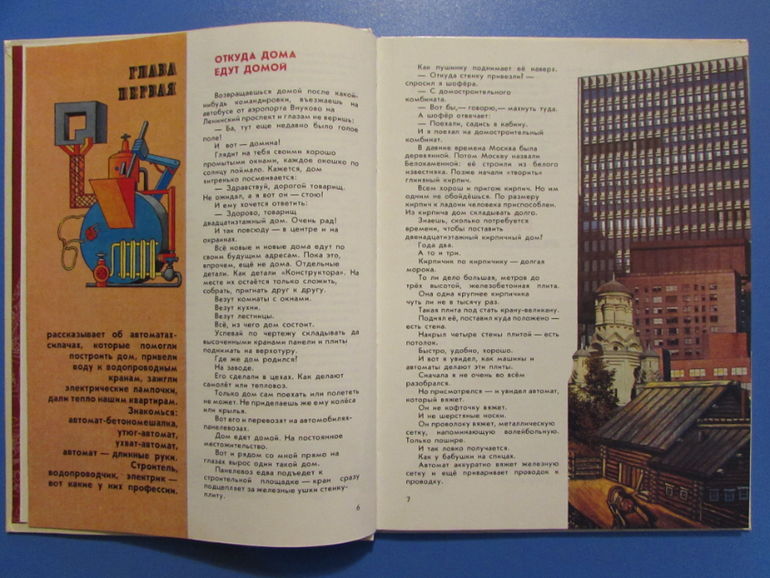 ГЛАВА
ПЕРВАЯ
рассказывает об автоматах-
силачах, которые помогли
построить дом, привели
воду к водопроводным
кранам, зажгли
электрические лампочки,
дали тепло нашим квартирам.
Знакомься:
автомат-бетономешалка,
утюг-автомат,
ухват-автомат,
автомат — длинные руки.
Строитель,
водопроводчик, электрик —
вот какие у них профессии.
ОТКУДА ДОМА
ЕДУТ ДОМОЙ
Возвращаешься домой после какой-
нибудь командировки, въезжаешь на
автобусе от аэропорта Внуково на
Ленинский проспект и глазам не веришь:
— Ба, тут еще недавно было голое
поле!
И вот — домина!
Глядит на тебя своими хорошо
промытыми окнами, каждое окошко по
солнцу поймало. Кажется, дом
хитренько посмеивается:
— Здравствуй, дорогой товарищ.
Не ожидал, а я вот он — стою!
И ему хочется ответить:
— Здорово, товарищ
двадцатиэтажный дом. Очень рад!
И так повсюду — в центре и на
окраинах.
Всё новые и новые дома едут по
своим будущим адресам. Пока это,
впрочем, ещё не дома. Отдельные
детали. Как детали «Конструктора». На
месте их остаётся только сложить,
собрать, пригнать друг к другу.
Везут комнаты с окнами.
Везут кухни.
Везут лестницы.
Всё, из чего дом состоит.
Успевай по чертежу складывать да
высоченными кранами панели и плиты
поднимать на верхотуру.
Где же дом родился?
На заводе.
Его сделали в цехах. Как делают
самолёт или тепловоз.
Только дом сам поехать или полететь
не может. Не приделаешь же ему колёса
или крылья.
Вот его и перевозят на автомобилях-
панелевозах.
Дом едет домой. На постоянное
местожительство.
Вот и рядом со мной прямо на
глазах вырос один такой дом.
Панелевоз едва подъедет к
строительной площадке — кран сразу
подцепляет за железные ушки стенку-
плиту.
6
Как пушинку поднимает её наверх.
— Откуда стенку привезли? —
спросил я шофёра.
— С домостроительного
комбината.
— Вот бы,— говорю,— махнуть туда.
А шофёр отвечает:
— Поехали, садись в кабину.
И я поехал на домостроительный
комбинат.
В давние времена Москва была
деревянной. Потом Москву назвали
Белокаменной: её строили из белого
известняка. Позже начали «творить»
глиняный кирпич.
Всем хорош и пригож кирпич. Но им
одним не обойдёшься. По размеру
кирпич к ладони человека приспособлен.
Из кирпича дом складывать долго.
Знаешь, сколько потребуется
времени, чтобы поставить
двенадцатиэтажный кирпичный дом?
Года два.
А то и три.
Кирпичик по кирпичику — долгая
морока.
То ли дело большая, метров до
трёх высотой, железобетонная плита.
Она одна крупнее кирпичика
чуть ли не в тысячу раз.
Такая плита под стать крану-великану.
Поднял её, поставил куда положено —
есть стена.
Накрыл четыре стены плитой — есть
потолок.
Быстро, удобно, хорошо.
И вот я увидел, как машины и
автоматы делают эти плиты.
Сначала я не очень во всём
разобрался.
Но присмотрелся — и увидел автомат,
который вяжет.
Он не кофточку вяжет.
И не шерстяные носки.
Он проволоку вяжет, металлическую
сетку, напоминающую волейбольную.
Только пошире.
И так ловко получается.
Как у бабушки на спицах.
Автомат аккуратно вяжет железную
сетку и ещё приваривает проводок к
проводку.
7